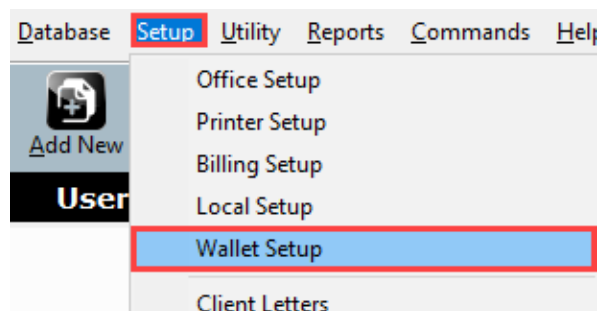 Database Setup Utility Reports Commands Help
Add New
User
Office Setup
Printer Setup
Billing Setup
Local Setup
Wallet Setup
Client Letters